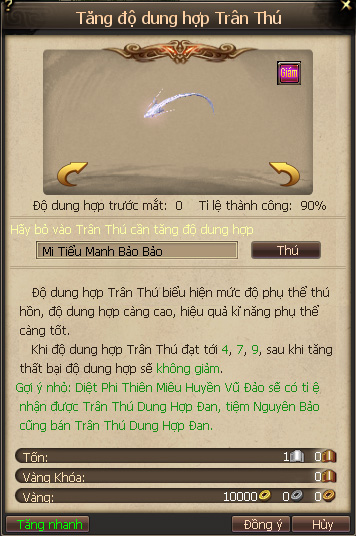 ?
Tăng độ dung hợp Trân Thú
Giám
Độ dung hợp trước mắt: 0 Tỉ lệ thành công: 90%
Hãy bỏ vào Trân Thú cần tăng độ dung hợp
Mi Tiểu Manh Bảo Bảo Thú
Độ dung hợp Trân Thú biểu hiện mức độ phụ thể thú
hồn, độ dung hợp càng cao, hiệu quả kĩ năng phụ thể
càng tốt.
Khi độ dung hợp Trân Thú đạt tới 4, 7, 9, sau khi tăng
thất bại độ dung hợp sẽ không giảm.
Gợi ý nhỏ: Diệt Phi Thiên Miêu Huyền Vũ Đảo sẽ có tỉ ệ
nhận được Trân Thú Dung Hợp Đan, tiệm Nguyên Bảo
cũng bán Trân Thú Dung Hợp Đan.
Tốn: 1 0
Vàng Khóa: 0
Vàng: 10000 0 0
Tăng nhanh Đồng ý Hủy